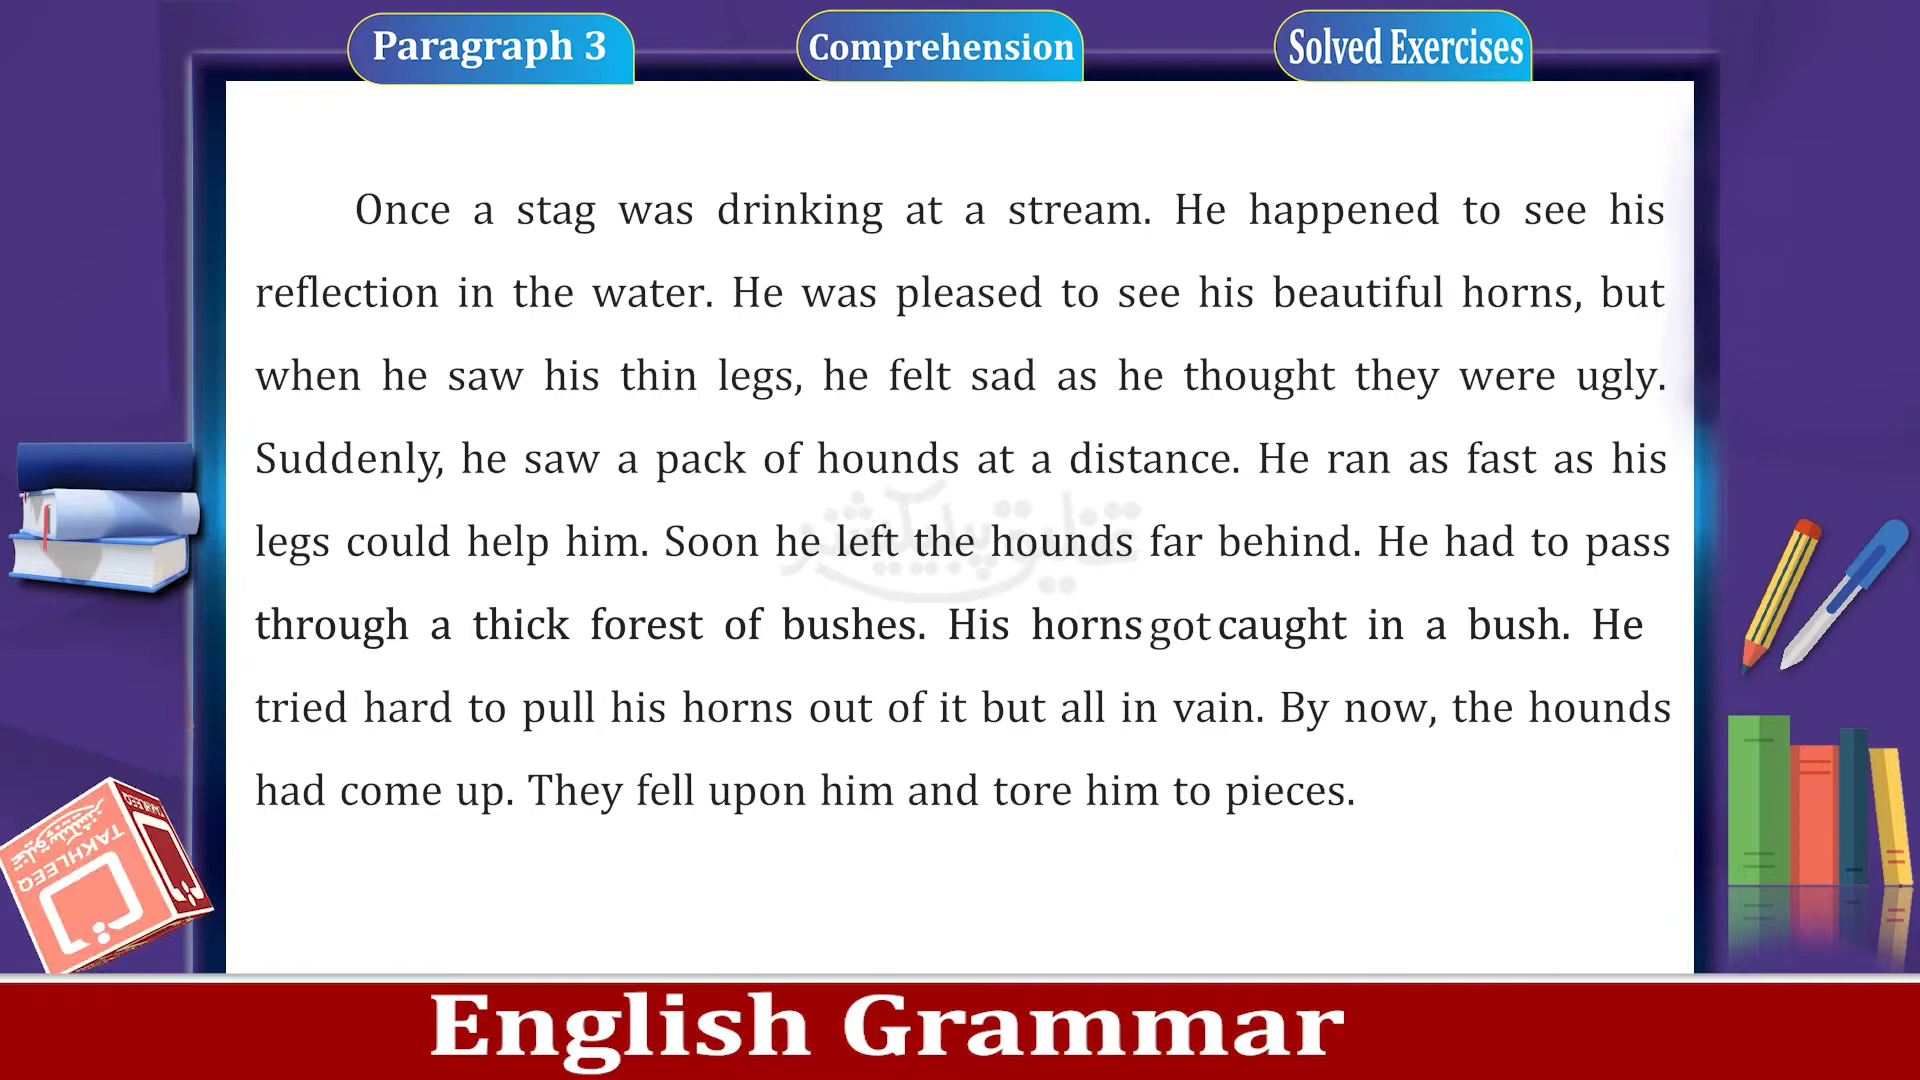 Paragraph 3
Comprehension
Solved Exercises
Once a stag was drinking at a stream. He happened to see his
reflection in the water. He was pleased to see his beautiful horns, but
when he saw his thin legs, he felt sad as he thought they were ugly.
Suddenly, he saw a pack of hounds at a distance. He ran as fast as his
legs could help him. Soon he left the hounds far behind. He had to pass
through a thick forest of bushes. His horns got caught in a bush. He
tried hard to pull his horns out of it but all in vain. By now, the hounds
had come up. They fell upon him and tore him to pieces.
تخلیق پبلیکیشنز
TAKHLEEQ
English Grammar